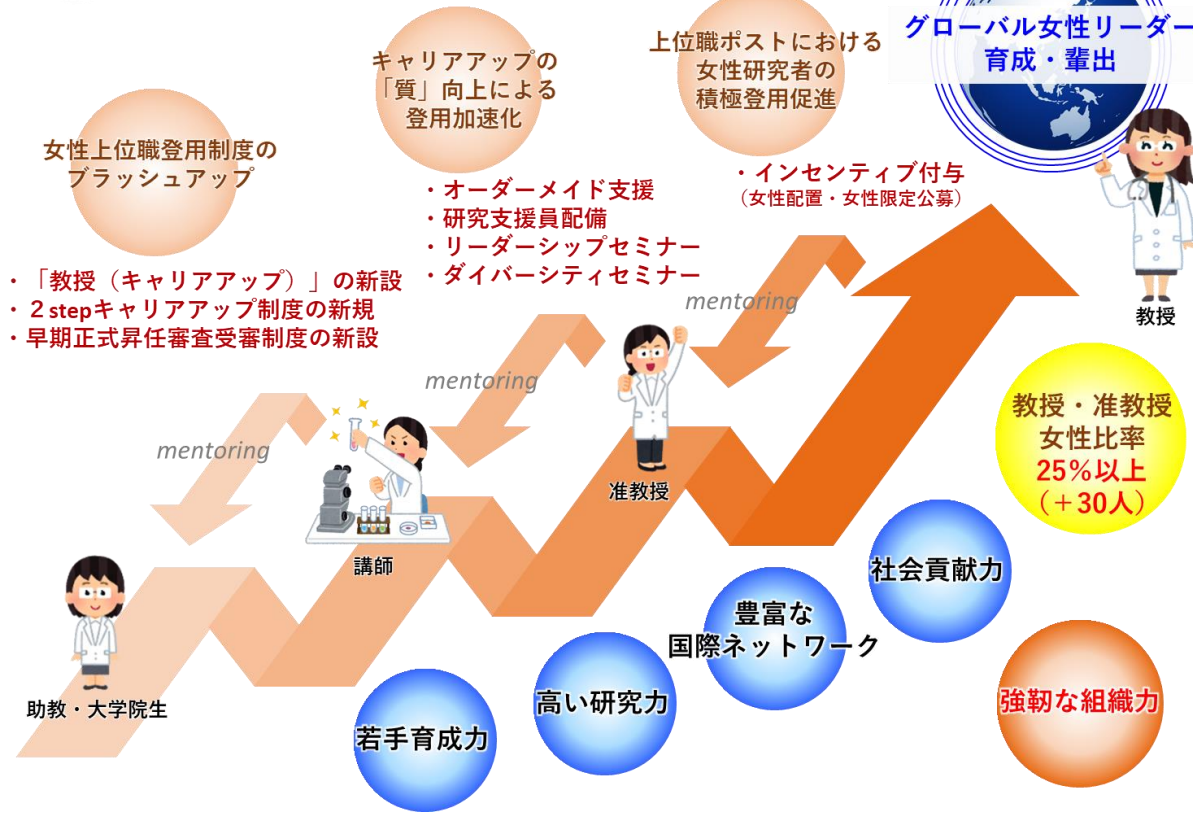 グローバル女性リーダー
育成・輩出
上位職ポストにおける
女性研究者の
積極登用促進
キャリアアップの
「質」向上による
登用加速化
女性上位職登用制度の
ブラッシュアップ
・インセンティブ付与
（女性配置・女性限定公募）
・オーダーメイド支援
・研究支援員配備
・リーダーシップセミナー
・ダイバーシティセミナー
・「教授（キャリアアップ）」の新設
・２stepキャリアアップ制度の新規
・早期正式昇任審査受審制度の新設
mentoring
mentoring
mentoring
教授
准教授
講師
助教・大学院生
教授・准教授
女性比率
25%以上
（＋30人）
社会貢献力
豊富な
国際ネットワーク
高い研究力
若手育成力
強靭な組織力